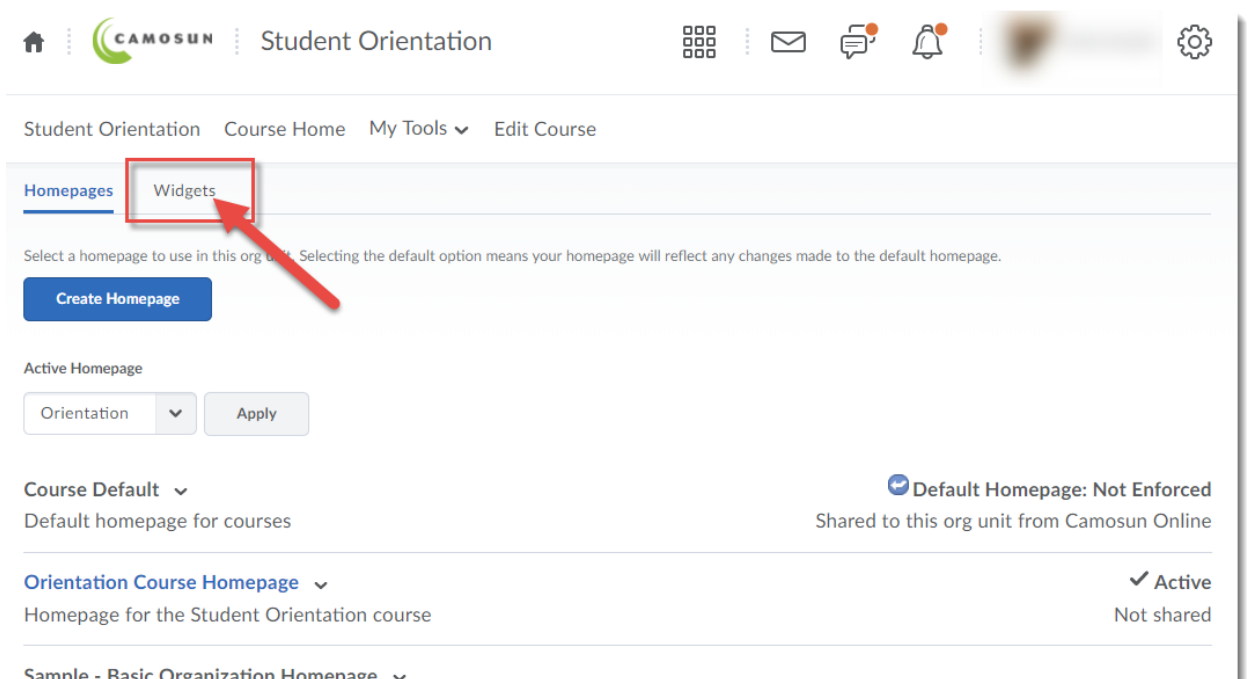 CAMOSUN Student Orientation
Student Orientation Course Home My Tools Edit Course
Homepages Widgets
Select a homepage to use in this org unit. Selecting the default option means your homepage will reflect any changes made to the default homepage.
Create Homepage
Active Homepage
Orientation Apply
Course Default Default Homepage: Not Enforced
Default homepage for courses Shared to this org unit from Camosun Online
Orientation Course Homepage Active
Homepage for the Student Orientation course Not shared
Sample - Basic Organization Homepage